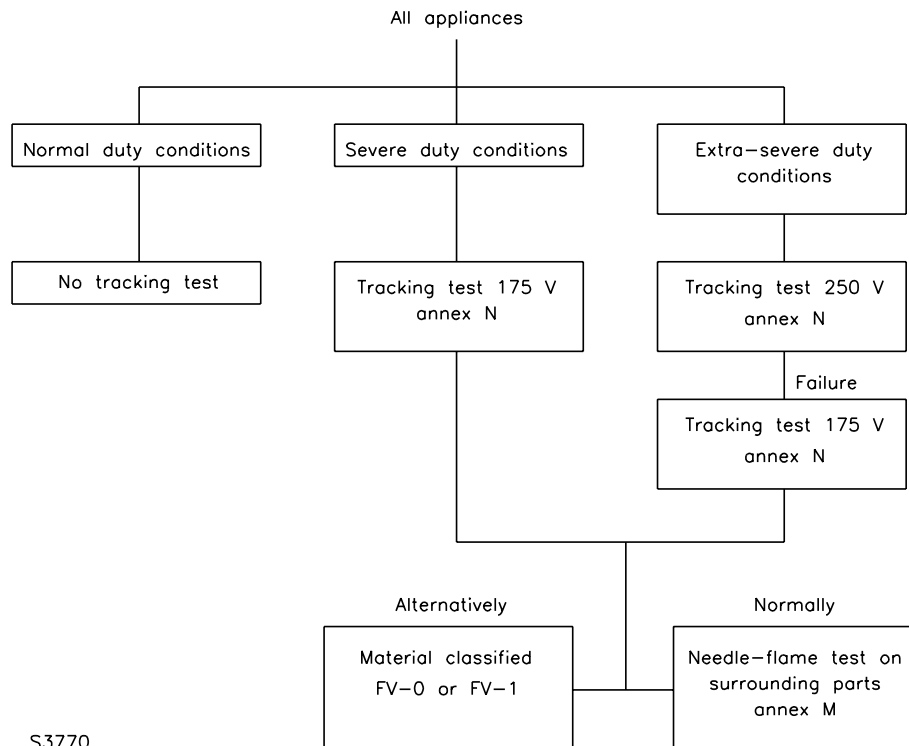 All appliances
Normal duty conditions
Severe duty conditions
Extra-severe duty
conditions
No tracking test
Tracking test 175 V
annex N
Tracking test 250 V
annex N
Failure
Tracking test 175 V
annex N
Alternatively
Normally
Material classified
FV-0 or FV-1
Needle-flame test on
surrounding parts
annex M
S3770